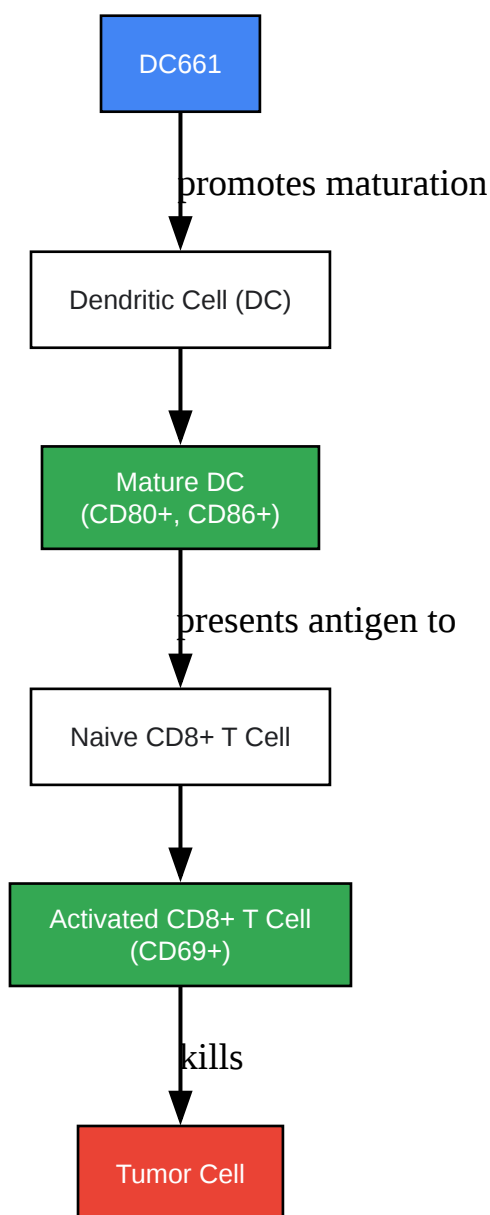 DC661
promotes maturation
Dendritic Cell (DC)
Mature DC
(CD80+, CD86+)
presents antigen to
Naive CD8+ T Cell
Activated CD8+ T Cell
(CD69+)
kills
Tumor Cell